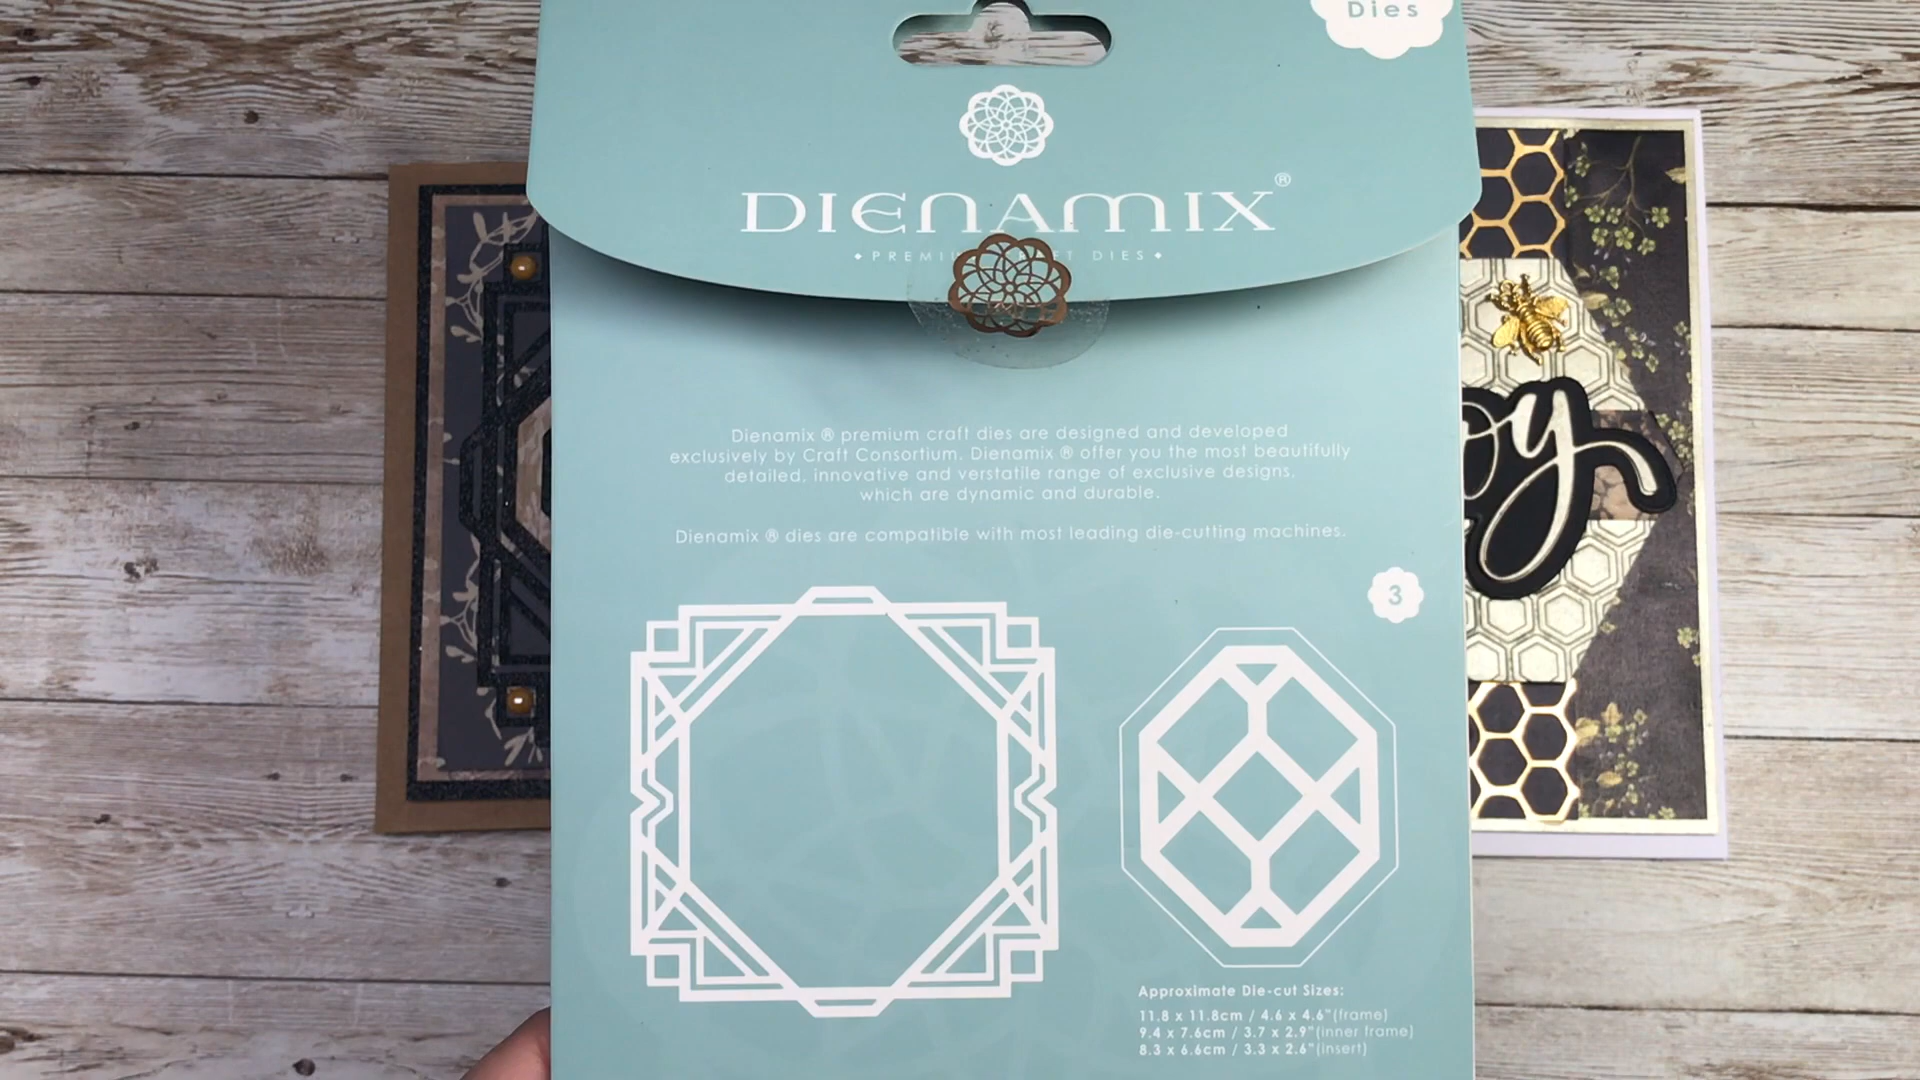 Dies
DIENAMIX®
PREMI FT DIES
Dienamix ® premium craft dies are designed and developed
exclusively by Craft Consortium. Dienamix ® offer you the most beautifully
detailed, innovative and verstatile range of exclusive designs,
which are dynamic and durable.
Dienamix ® dies are compatible with most leading die-cutting machines.
3
oy
Approximate Die-cut Sizes:
11.8 x 11.8cm / 4.6 x 4.6"(frame)
9.4 x 7.6cm / 3.7 x 2.9"(inner frame)
8.3 x 6.6cm / 3.3 x 2.6"(insert)